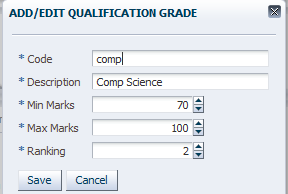 ADD/EDIT QUALIFICATION GRADE
* Code comp
* Description Comp Science
* Min Marks 70
* Max Marks 100
* Ranking 2
Save Cancel